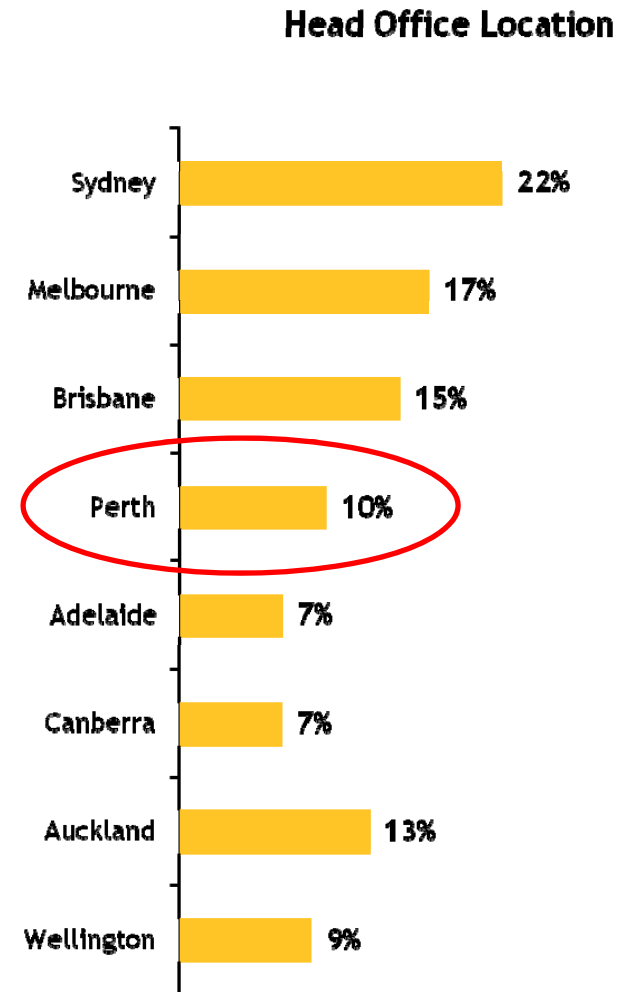 Head Office Location
Sydney 22%
Melbourne 17%
Brisbane 15%
Perth 10%
Adelaide 7%
Canberra 7%
Auckland 13%
Wellington 9%